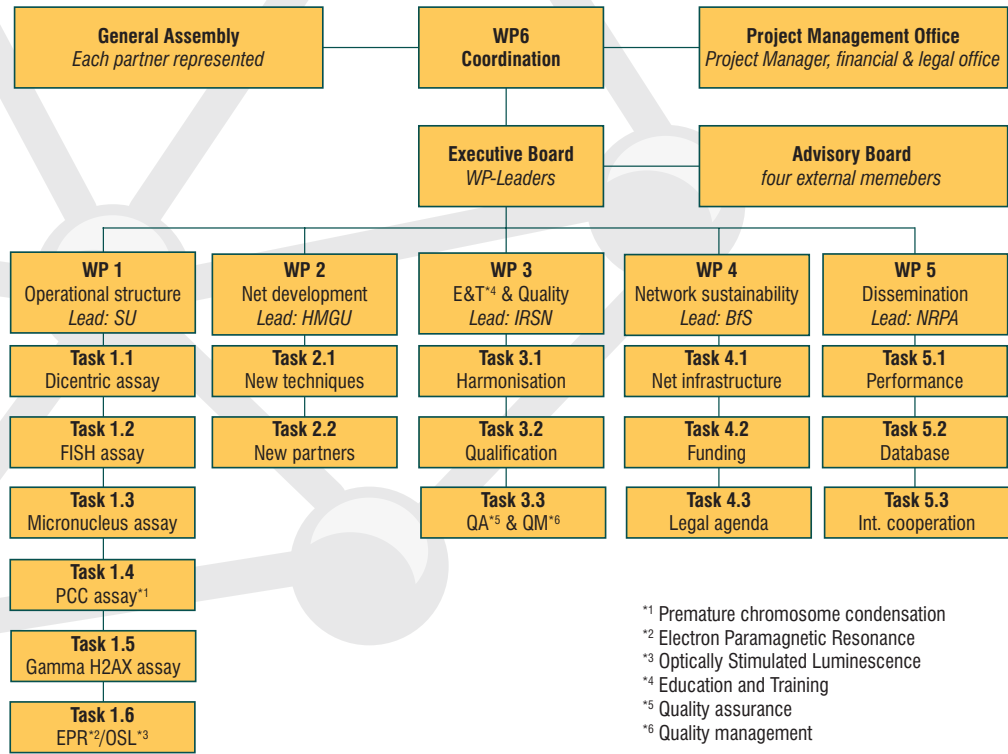 General Assembly
Each partner represented
WP6
Coordination
Project Management Office
Project Manager, financial & legal office
Executive Board
WP-Leaders
Advisory Board
four external memebers
WP 1
Operational structure
Lead: SU
WP 2
Net development
Lead: HMGU
WP 3
E&T*4 & Quality
Lead: IRSN
WP 4
Network sustainability
Lead: BfS
WP 5
Dissemination
Lead: NRPA
Task 1.1
Dicentric assay
Task 2.1
New techniques
Task 3.1
Harmonisation
Task 4.1
Net infrastructure
Task 5.1
Performance
Task 1.2
FISH assay
Task 2.2
New partners
Task 3.2
Qualification
Task 4.2
Funding
Task 5.2
Database
Task 1.3
Micronucleus assay
Task 3.3
QA*5 & QM*6
Task 4.3
Legal agenda
Task 5.3
Int. cooperation
Task 1.4
PCC assay*1
Task 1.5
Gamma H2AX assay
Task 1.6
EPR*2/OSL*3
*1 Premature chromosome condensation
*2 Electron Paramagnetic Resonance
*3 Optically Stimulated Luminescence
*4 Education and Training
*5 Quality assurance
*6 Quality management